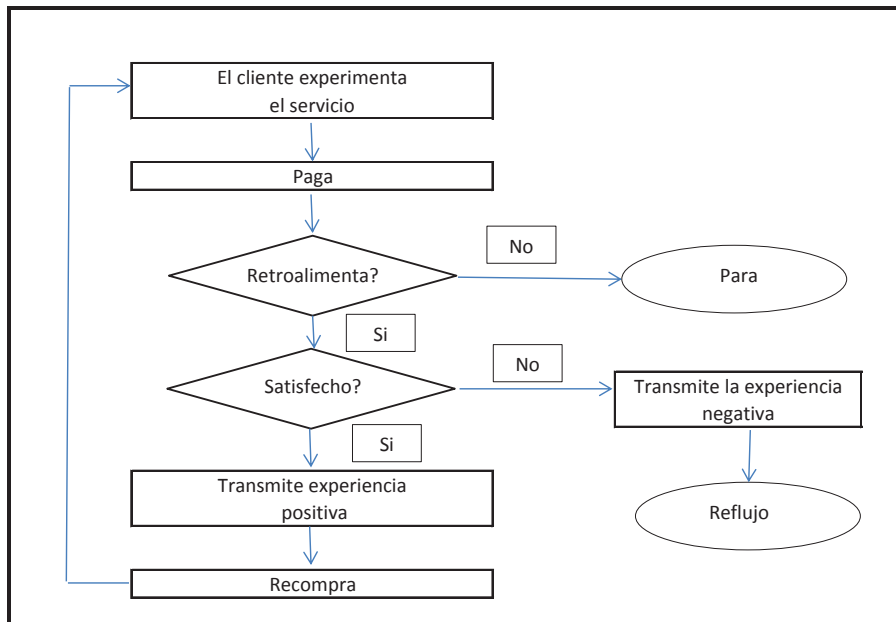 El cliente experimenta
el servicio
Paga
No
Retroalimenta?
Para
Si
No
Satisfecho?
Transmite la experiencia
negativa
Si
Transmite experiencia
positiva
Reflujo
Recompra